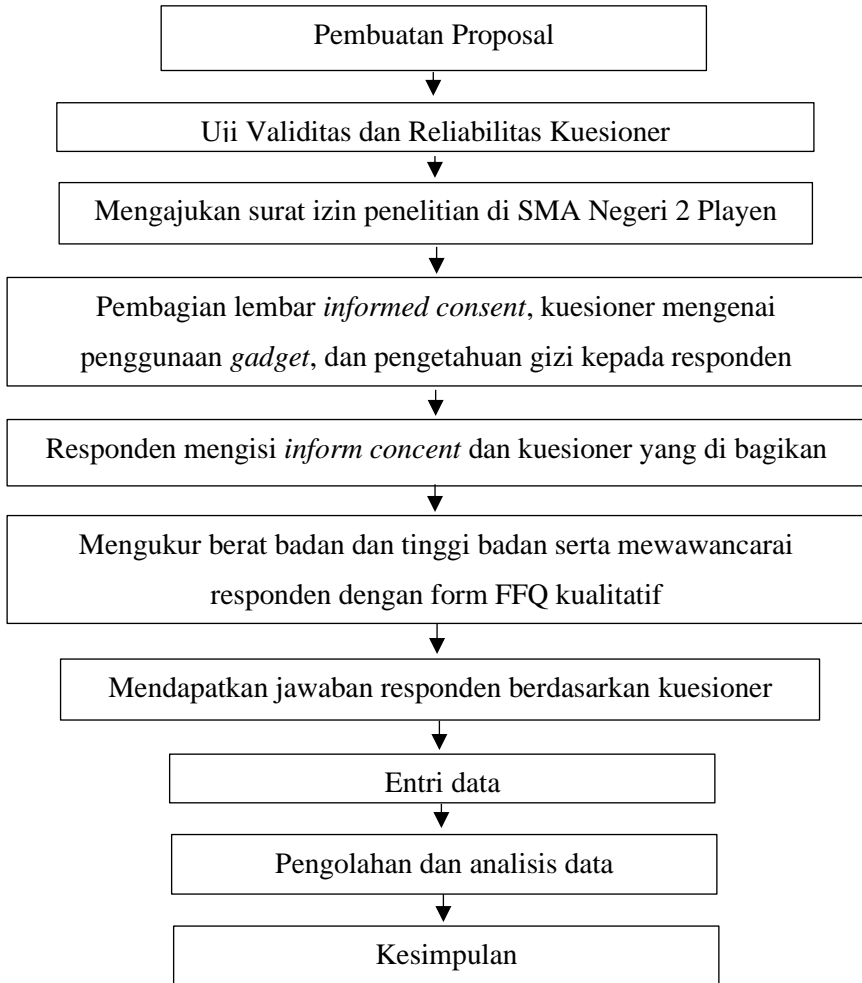 Pembuatan Proposal
Uji Validitas dan Reliabilitas Kuesioner
Mengajukan surat izin penelitian di SMA Negeri 2 Playen
Pembagian lembar informed consent, kuesioner mengenai
penggunaan gadget, dan pengetahuan gizi kepada responden
Responden mengisi inform concent dan kuesioner yang di bagikan
Mengukur berat badan dan tinggi badan serta mewawancarai
responden dengan form FFQ kualitatif
Mendapatkan jawaban responden berdasarkan kuesioner
Entri data
Pengolahan dan analisis data
Kesimpulan